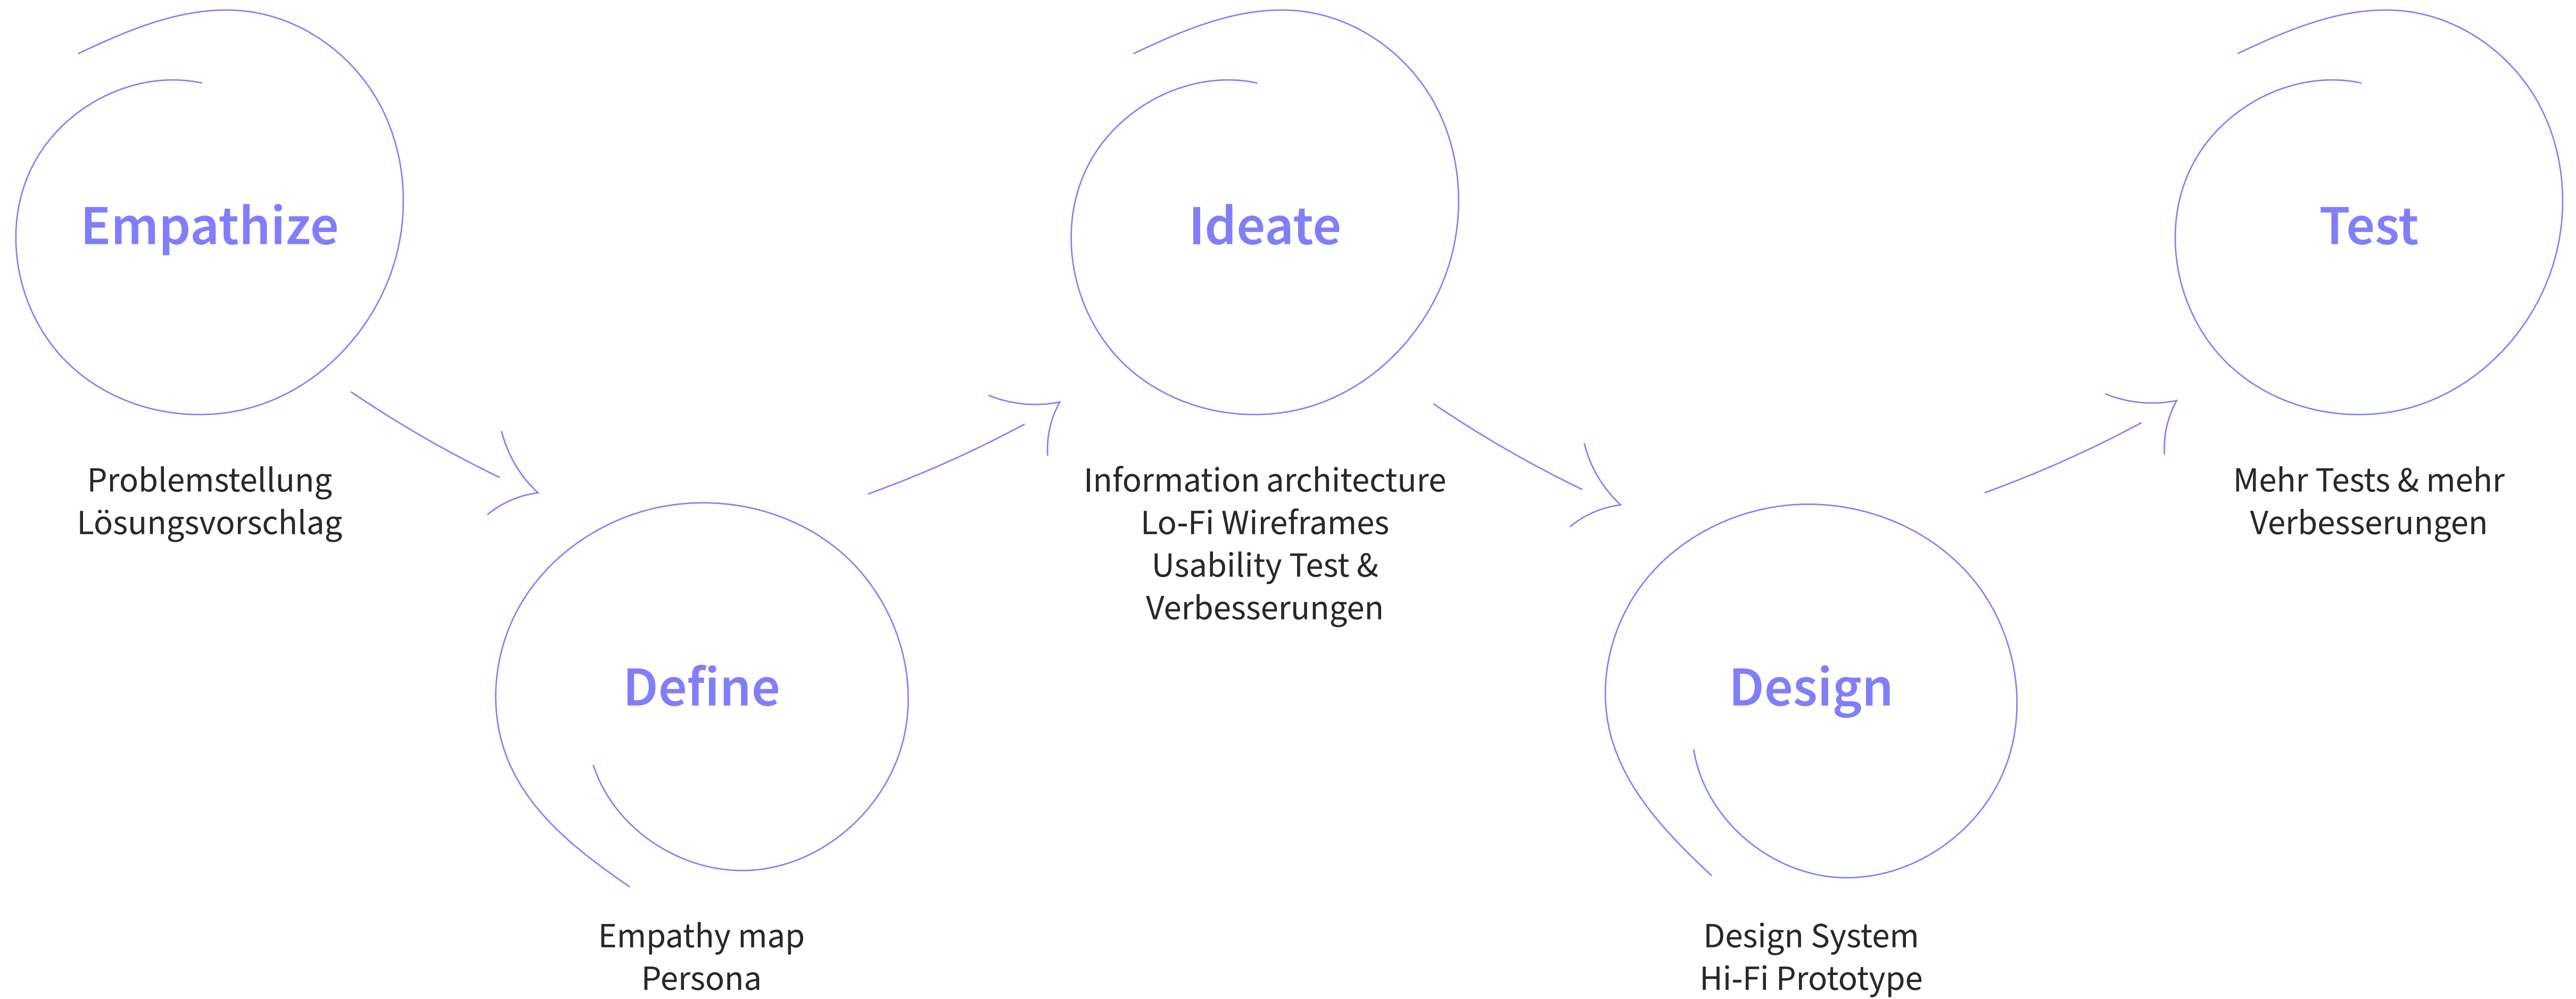 Empathize
Problemstellung
Lösungsvorschlag
Define
Empathy map
Persona
Ideate
Information architecture
Lo-Fi Wireframes
Usability Test &
Verbesserungen
Design
Design System
Hi-Fi Prototype
Test
Mehr Tests & mehr
Verbesserungen